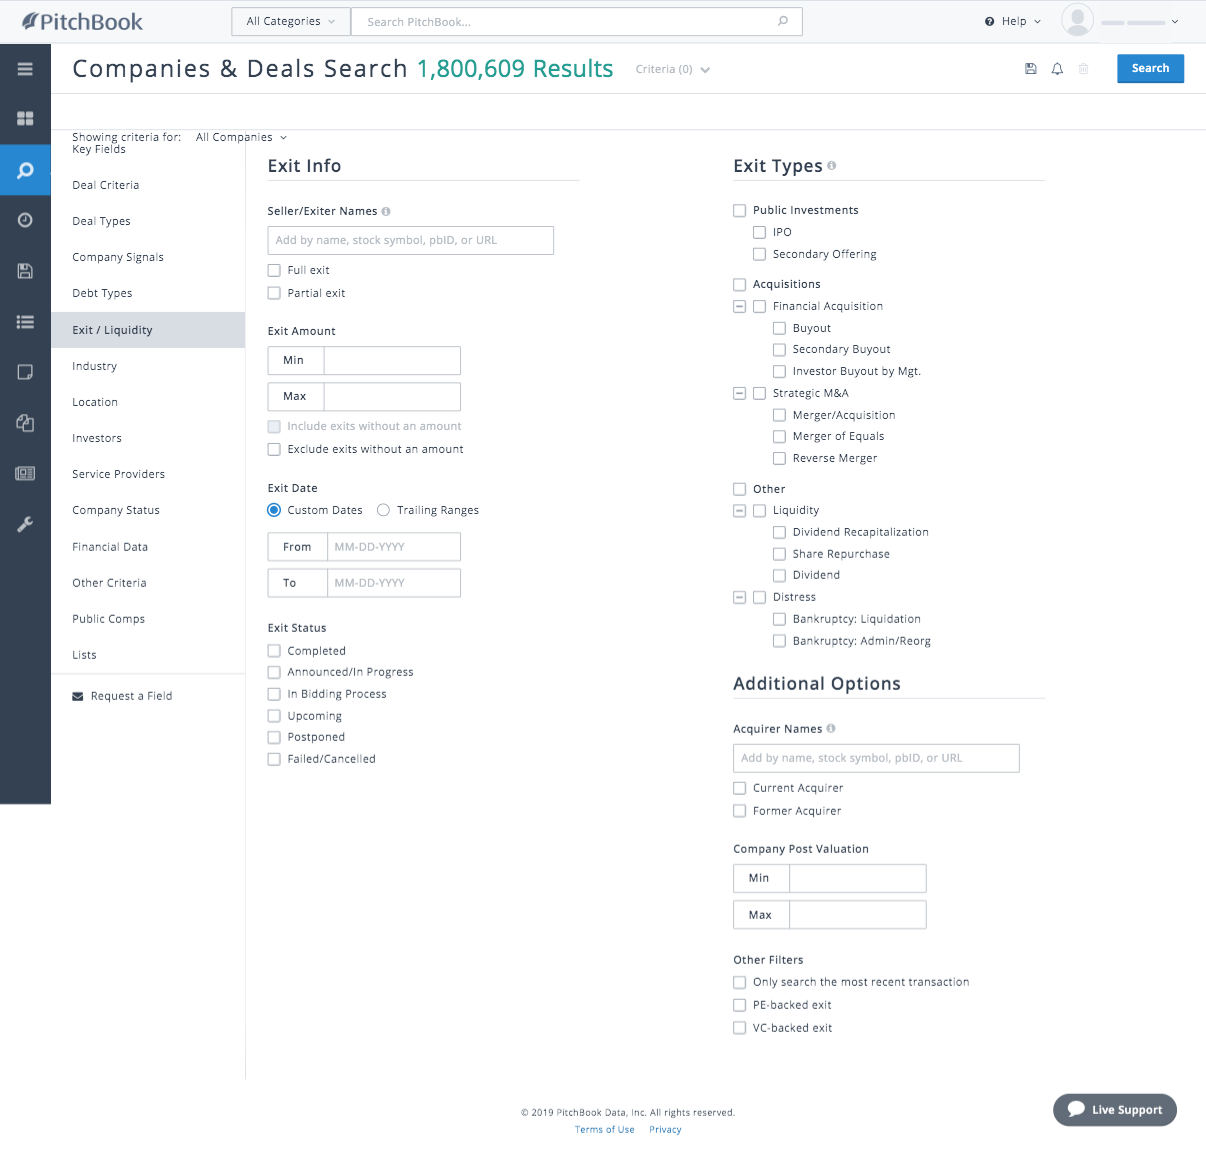 PitchBook
All Categories
Search PitchBook...
Help
Companies & Deals Search 1,800,609 Results
Criteria (0)
Search
Showing criteria for: All Companies
Key Fields
Deal Criteria
Deal Types
Company Signals
Debt Types
Exit / Liquidity
Industry
Location
Investors
Service Providers
Company Status
Financial Data
Other Criteria
Public Comps
Lists
Request a Field
Exit Info
Seller/Exiter Names
Add by name, stock symbol, pbID, or URL
Full exit
Partial exit
Exit Amount
Min
Max
Include exits without an amount
Exclude exits without an amount
Exit Date
Custom Dates Trailing Ranges
From MM-DD-YYYY
To MM-DD-YYYY
Exit Status
Completed
Announced/In Progress
In Bidding Process
Upcoming
Postponed
Failed/Cancelled
Exit Types
Public Investments
IPO
Secondary Offering
Acquisitions
Financial Acquisition
Buyout
Secondary Buyout
Investor Buyout by Mgt.
Strategic M&A
Merger/Acquisition
Merger of Equals
Reverse Merger
Other
Liquidity
Dividend Recapitalization
Share Repurchase
Dividend
Distress
Bankruptcy: Liquidation
Bankruptcy: Admin/Reorg
Additional Options
Acquirer Names
Add by name, stock symbol, pbID, or URL
Current Acquirer
Former Acquirer
Company Post Valuation
Min
Max
Other Filters
Only search the most recent transaction
PE-backed exit
VC-backed exit
© 2019 PitchBook Data, Inc. All rights reserved.
Terms of Use Privacy
Live Support